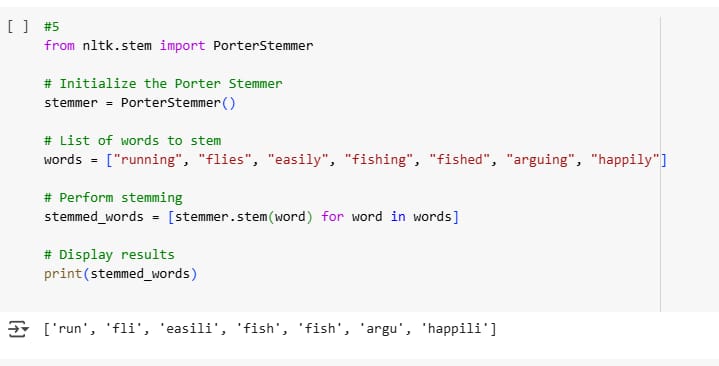 [ ] #5
from nltk.stem import PorterStemmer
# Initialize the Porter Stemmer
stemmer = PorterStemmer()
# List of words to stem
words = ["running", "flies", "easily", "fishing", "fished", "arguing", "happily"]
# Perform stemming
stemmed_words = [stemmer.stem(word) for word in words]
# Display results
print(stemmed_words)
['run', 'fli', 'easili', 'fish', 'fish', 'argu', 'happili']